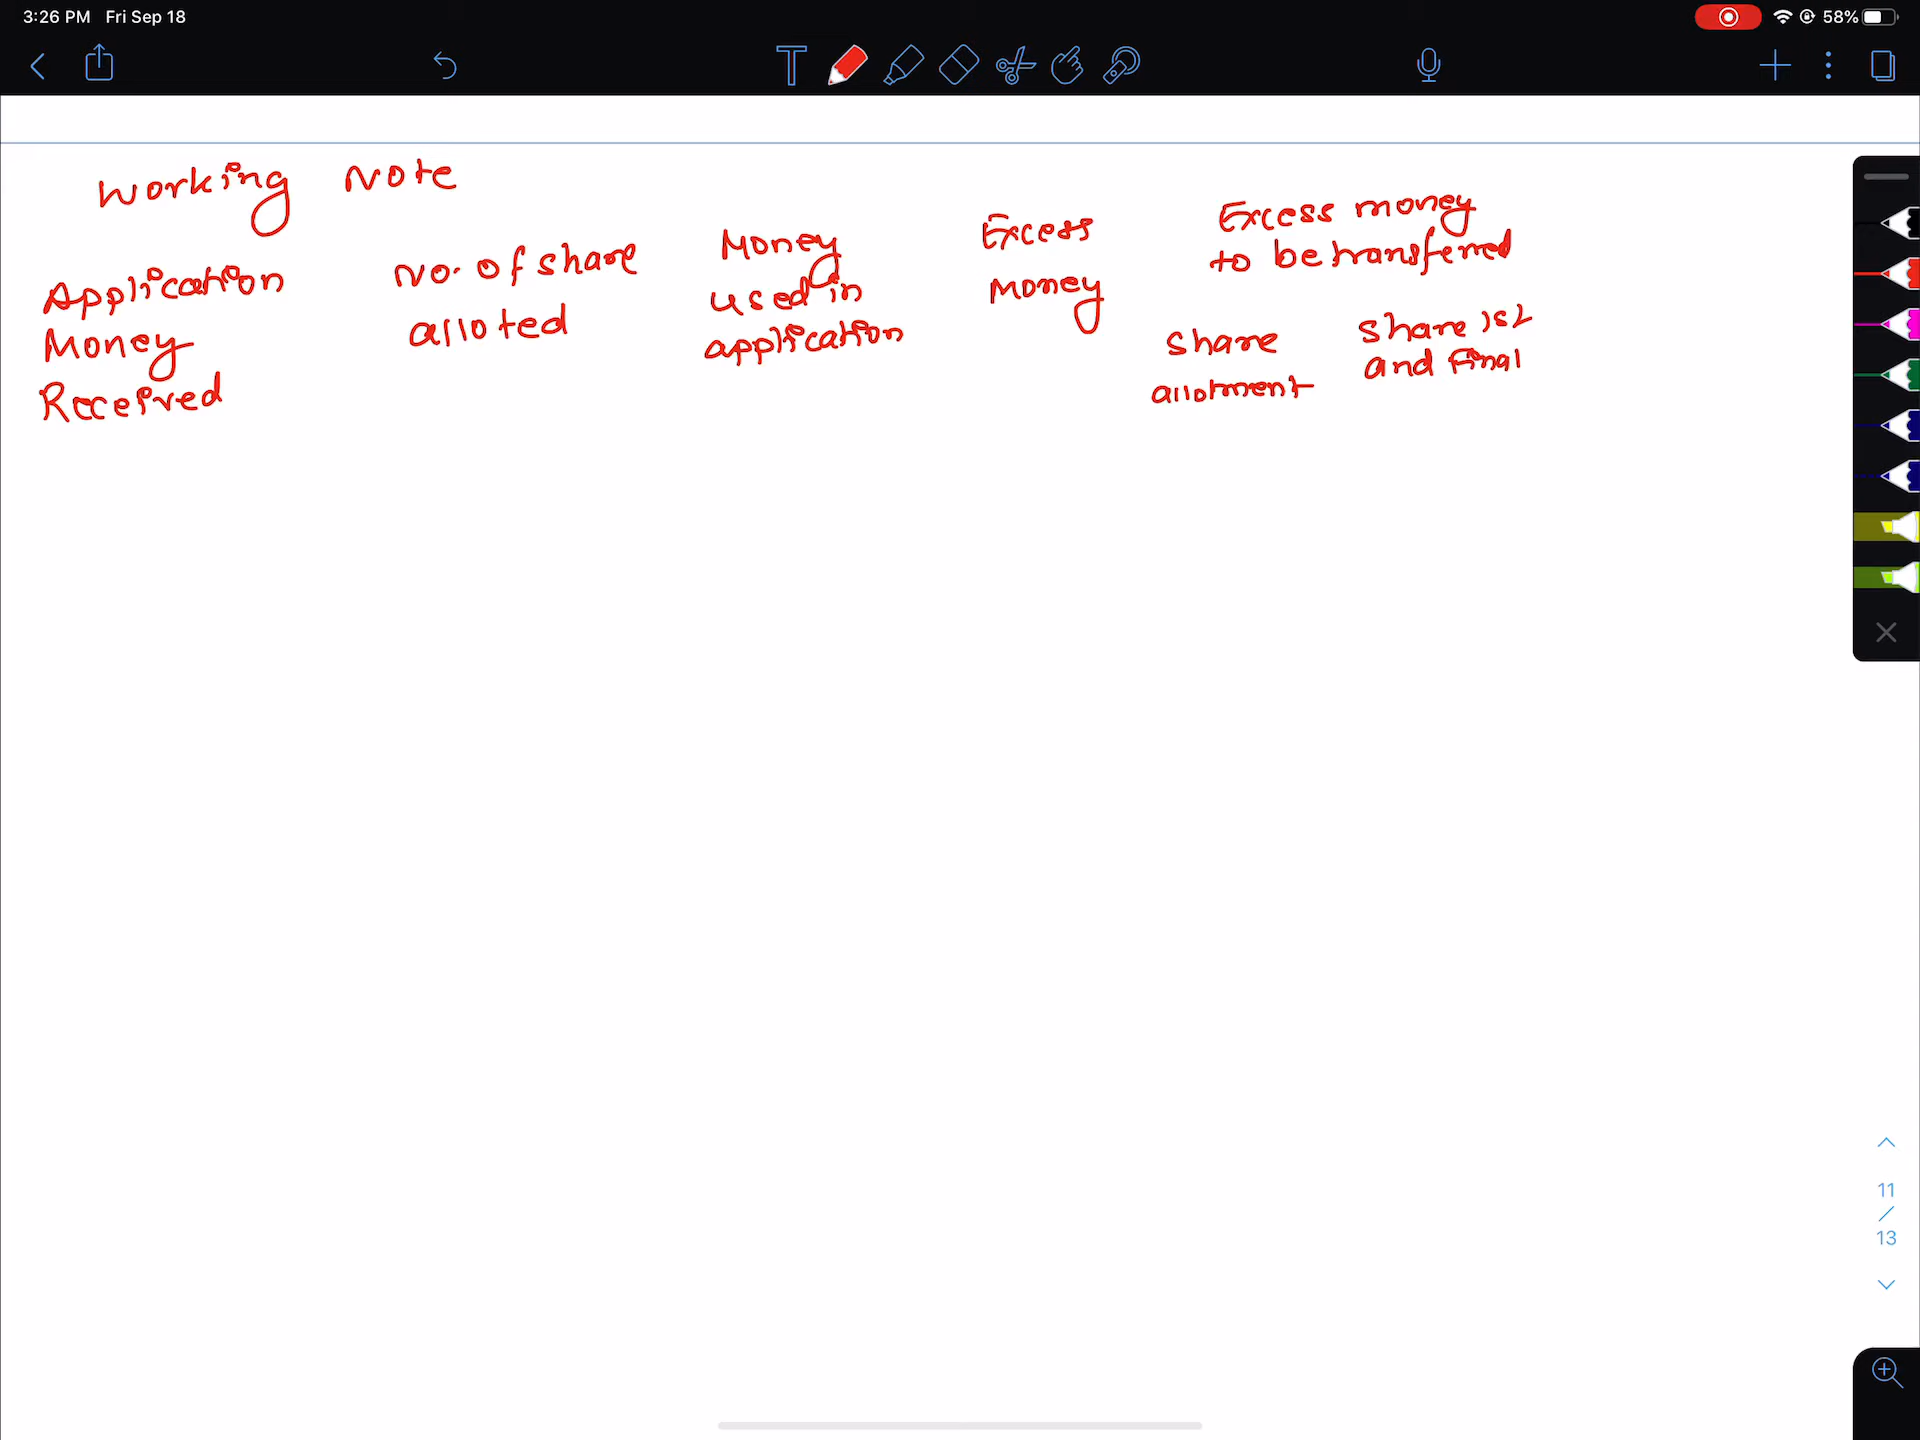 3:26 PM Fri Sep 18
58%
Working Note
Application
Money
Received
No. of share
alloted
Money
used in
application
Excess
Money
Excess money
to be transferred
Share
allotment
Share 1st
and final
11
/
13